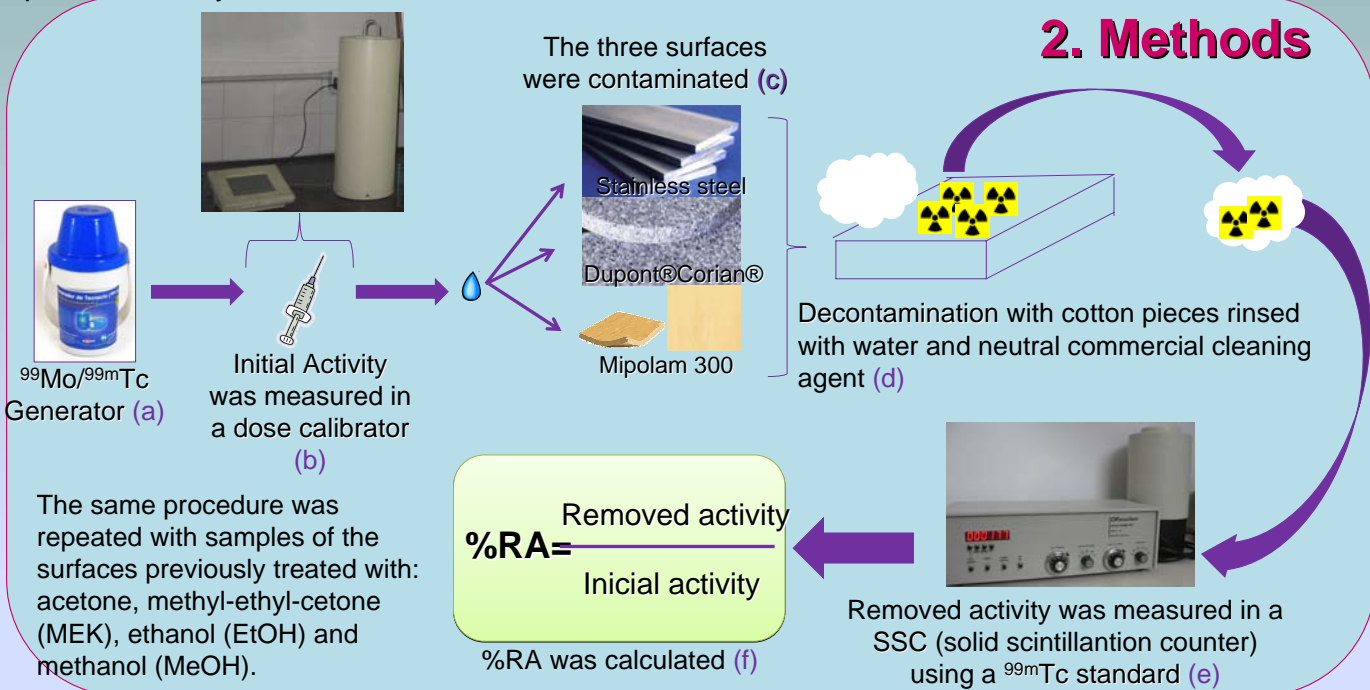 2. Methods
The three surfaces
were contaminated (c)
Stainless steel
Dupont®Corian®
Mipolam 300
⁹⁹Mo/⁹⁹ᵐTc
Generator (a)
Initial Activity
was measured in
a dose calibrator
(b)
Decontamination with cotton pieces rinsed
with water and neutral commercial cleaning
agent (d)
The same procedure was
repeated with samples of the
surfaces previously treated with:
acetone, methyl-ethyl-cetone
(MEK), ethanol (EtOH) and
methanol (MeOH).
%RA=
Removed activity
Inicial activity
%RA was calculated (f)
000177
Removed activity was measured in a
SSC (solid scintillantion counter)
using a ⁹⁹ᵐTc standard (e)